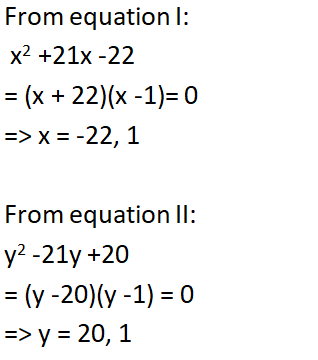 From equation I:
x² +21x -22
= (x + 22)(x -1)= 0
=> x = -22, 1
From equation II:
y² -21y +20
= (y -20)(y -1) = 0
=> y = 20, 1